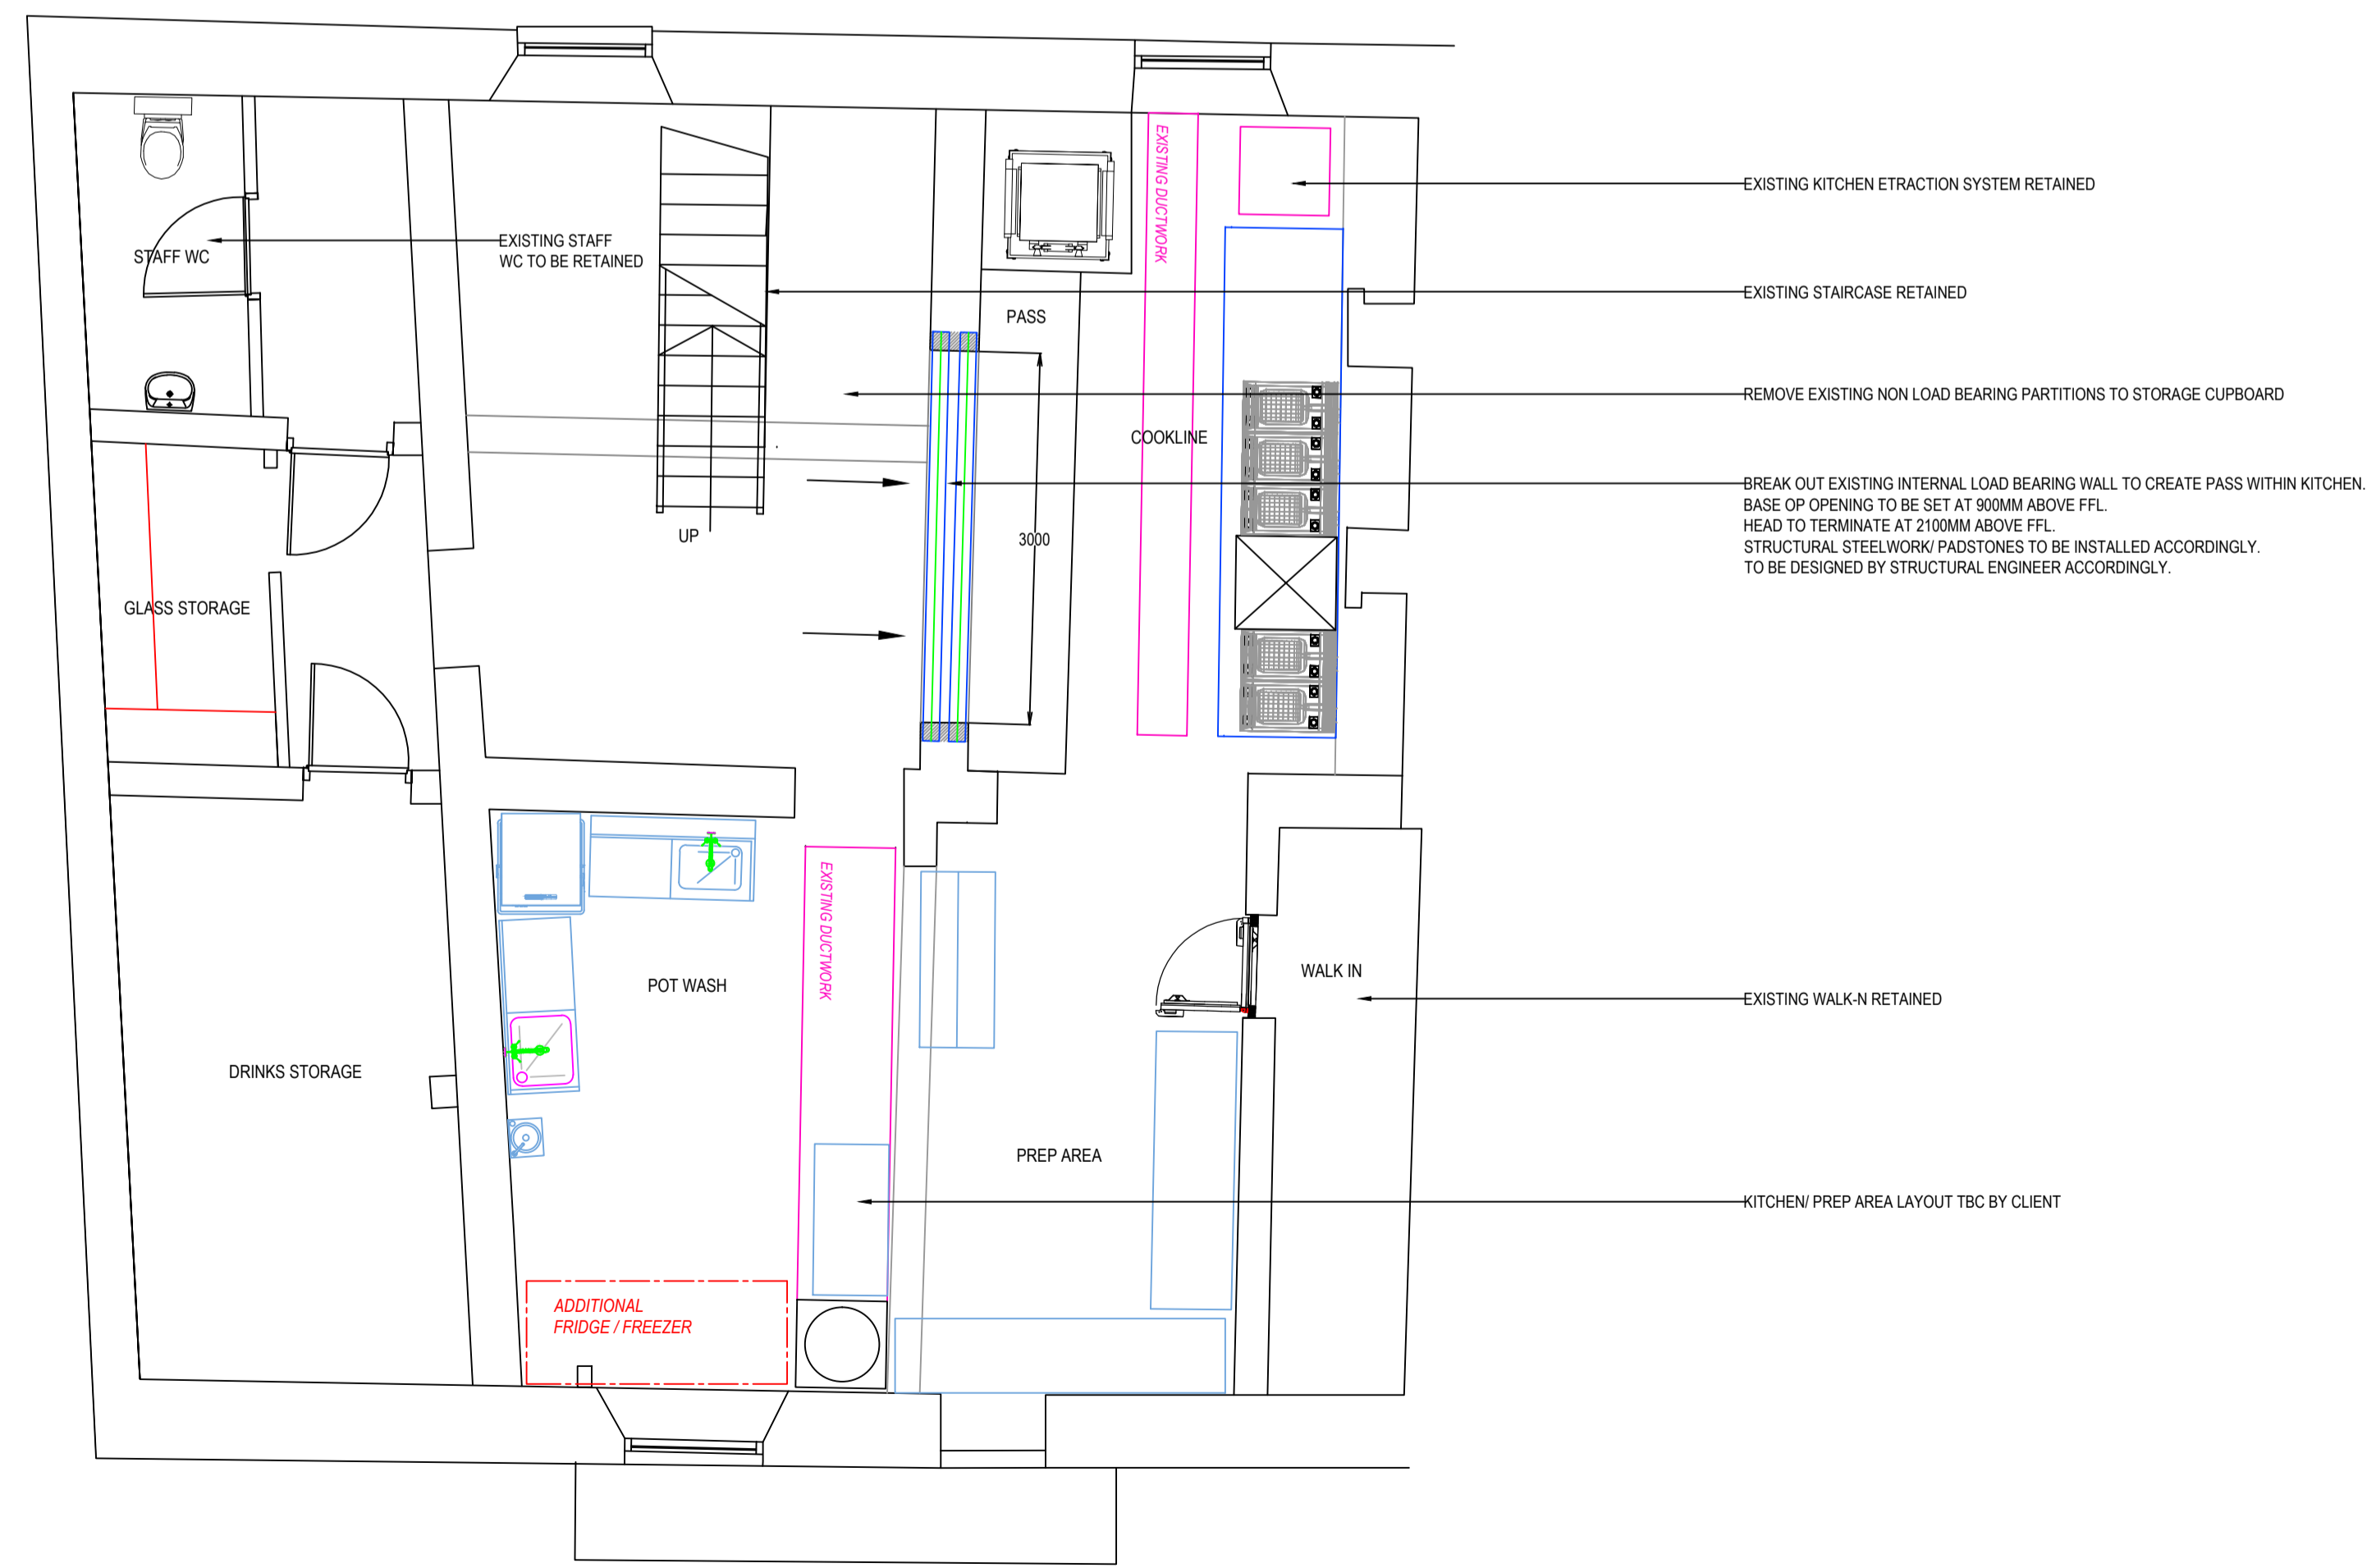 EXISTING DUCTWORK
EXISTING KITCHEN ETRACTION SYSTEM RETAINED
STAFF WC
EXISTING STAFF
WC TO BE RETAINED
EXISTING STAIRCASE RETAINED
PASS
REMOVE EXISTING NON LOAD BEARING PARTITIONS TO STORAGE CUPBOARD
COOKLINE
BREAK OUT EXISTING INTERNAL LOAD BEARING WALL TO CREATE PASS WITHIN KITCHEN.
BASE OP OPENING TO BE SET AT 900MM ABOVE FFL.
HEAD TO TERMINATE AT 2100MM ABOVE FFL.
STRUCTURAL STEELWORK/ PADSTONES TO BE INSTALLED ACCORDINGLY.
TO BE DESIGNED BY STRUCTURAL ENGINEER ACCORDINGLY.
UP
3000
GLASS STORAGE
EXISTING DUCTWORK
POT WASH
WALK IN
EXISTING WALK-N RETAINED
DRINKS STORAGE
PREP AREA
KITCHEN/ PREP AREA LAYOUT TBC BY CLIENT
ADDITIONAL
FRIDGE / FREEZER